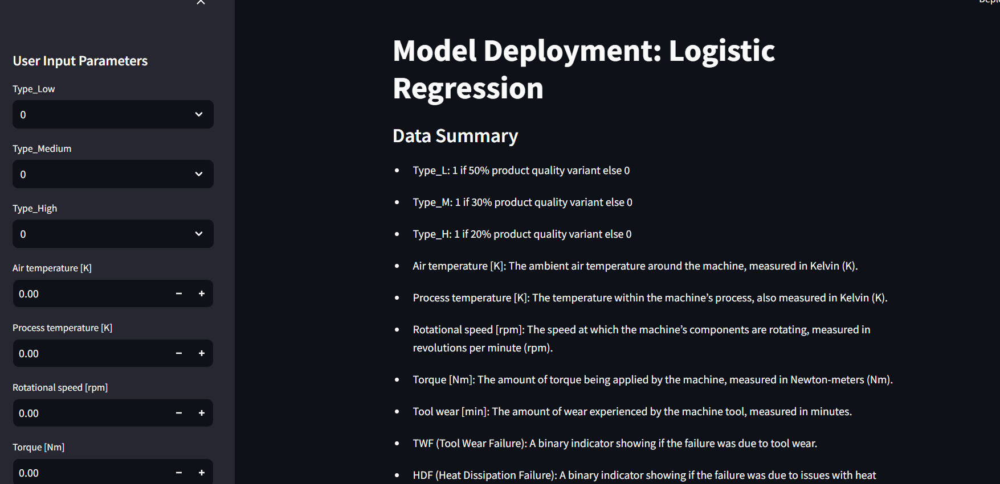 User Input Parameters
Type_Low
0
Type_Medium
0
Type_High
0
Air temperature [K]
0.00
Process temperature [K]
0.00
Rotational speed [rpm]
0.00
Torque [Nm]
0.00
Model Deployment: Logistic
Regression
Data Summary
Type_L: 1 if 50% product quality variant else 0
Type_M: 1 if 30% product quality variant else 0
Type_H: 1 if 20% product quality variant else 0
Air temperature [K]: The ambient air temperature around the machine, measured in Kelvin (K).
Process temperature [K]: The temperature within the machine’s process, also measured in Kelvin (K).
Rotational speed [rpm]: The speed at which the machine’s components are rotating, measured in
revolutions per minute (rpm).
Torque [Nm]: The amount of torque being applied by the machine, measured in Newton-meters (Nm).
Tool wear [min]: The amount of wear experienced by the machine tool, measured in minutes.
TWF (Tool Wear Failure): A binary indicator showing if the failure was due to tool wear.
HDF (Heat Dissipation Failure): A binary indicator showing if the failure was due to issues with heat